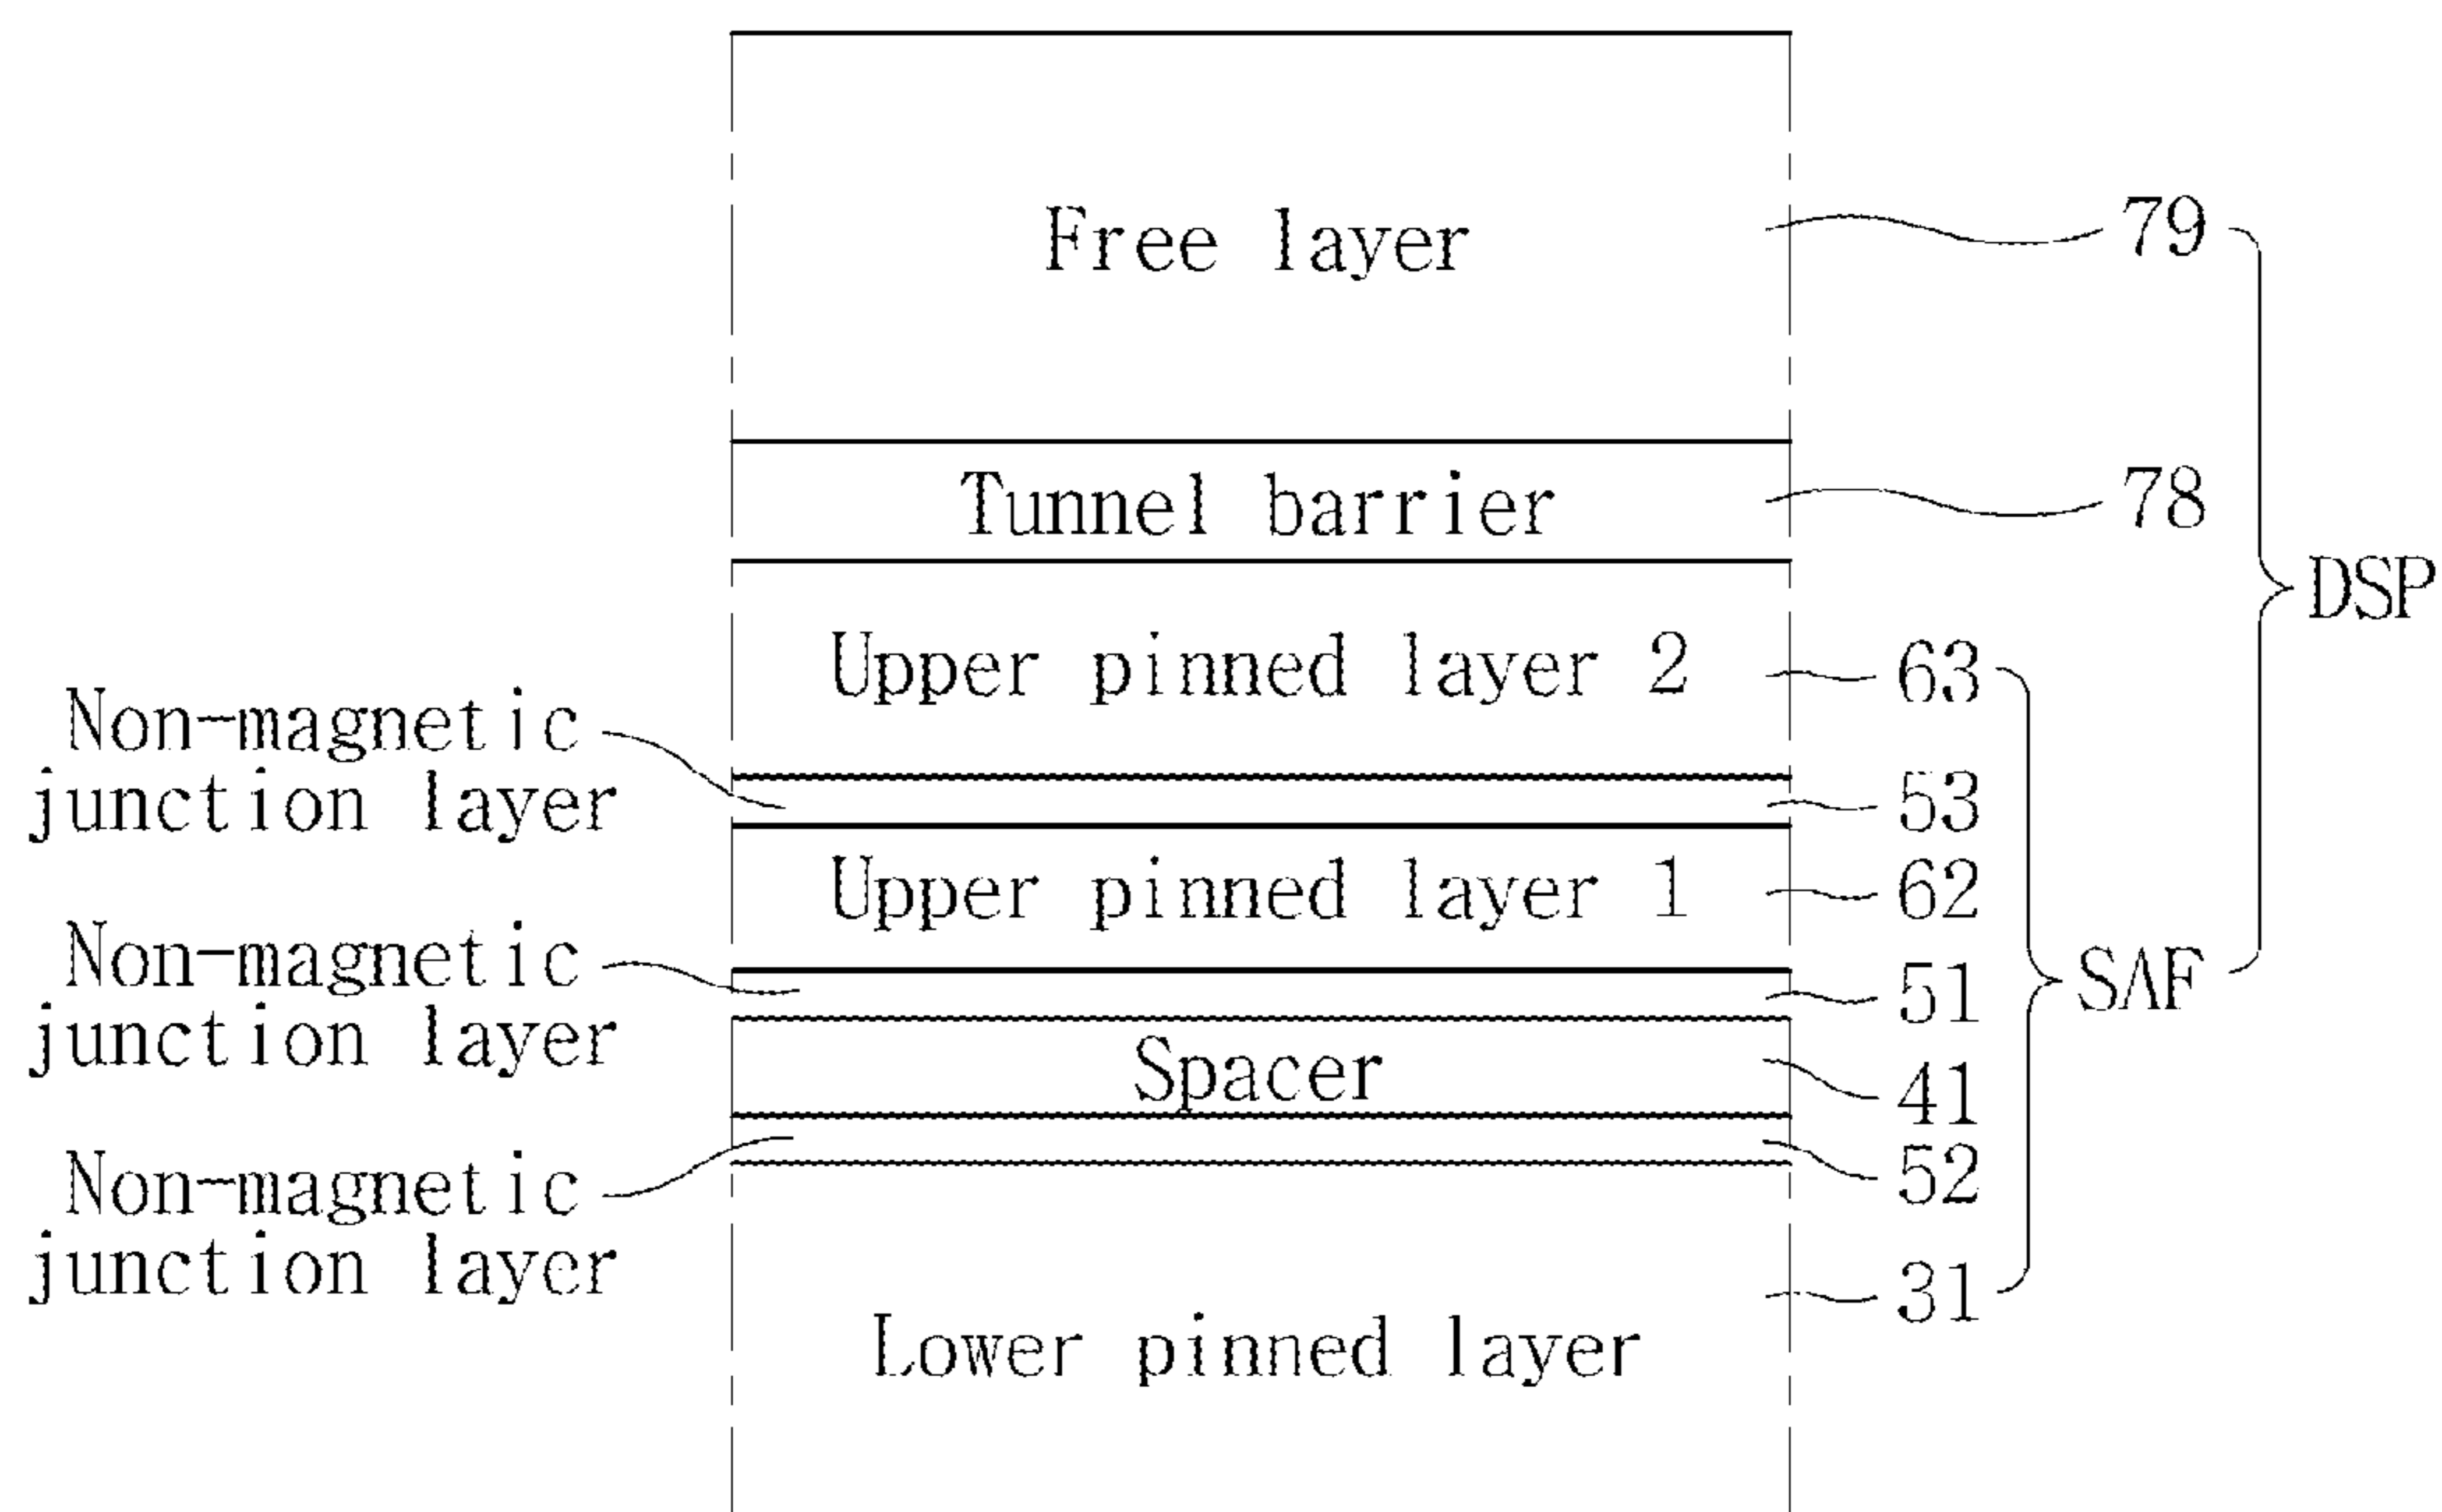 Free layer
79
Tunnel barrier
78
DSP
Upper pinned layer 2
63
Non-magnetic
junction layer
53
Upper pinned layer 1
62
SAF
Non-magnetic
junction layer
51
Spacer
41
Non-magnetic
junction layer
52
31
Lower pinned layer